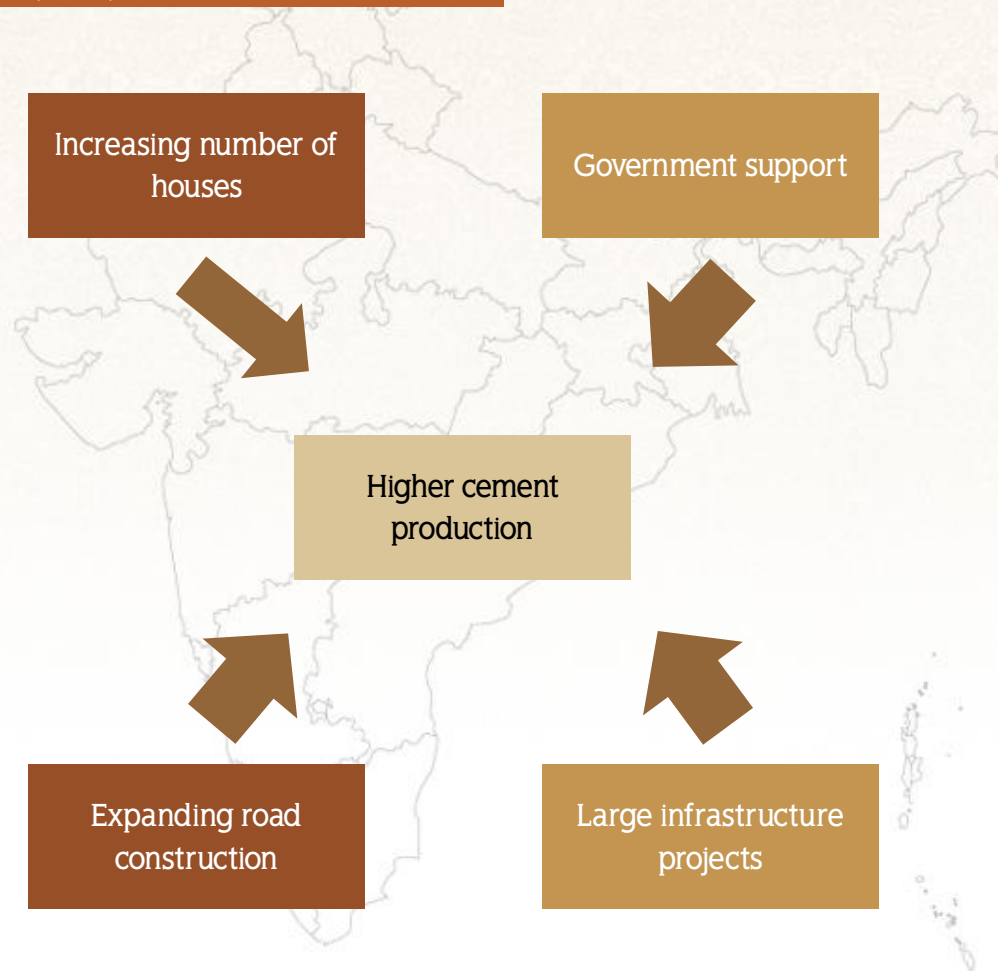 Increasing number of
houses
Government support
Higher cement
production
Expanding road
construction
Large infrastructure
projects